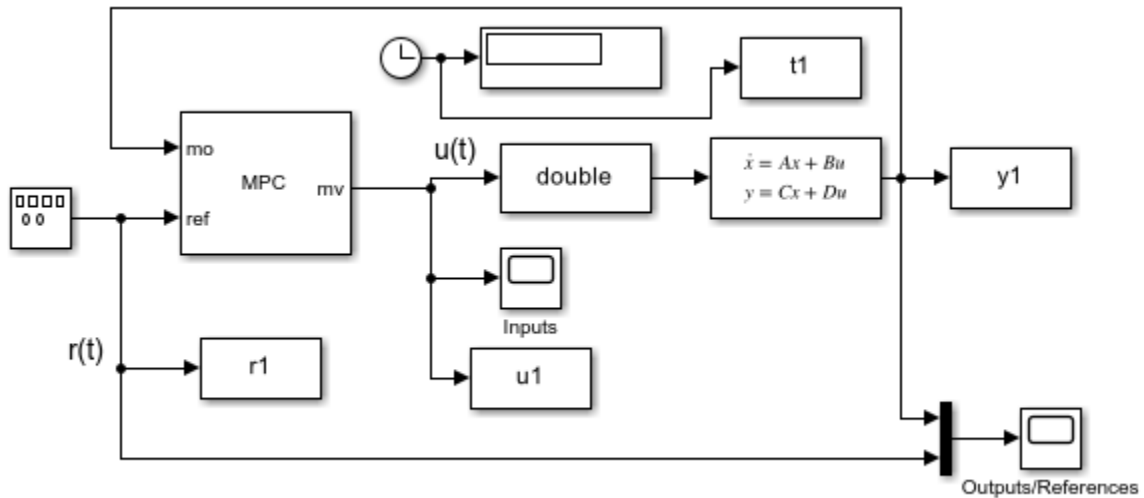 t1
mo
MPC
mv
ref
u(t)
double
ẋ = Ax + Bu
y = Cx + Du
y1
Inputs
r(t)
r1
u1
Outputs/References